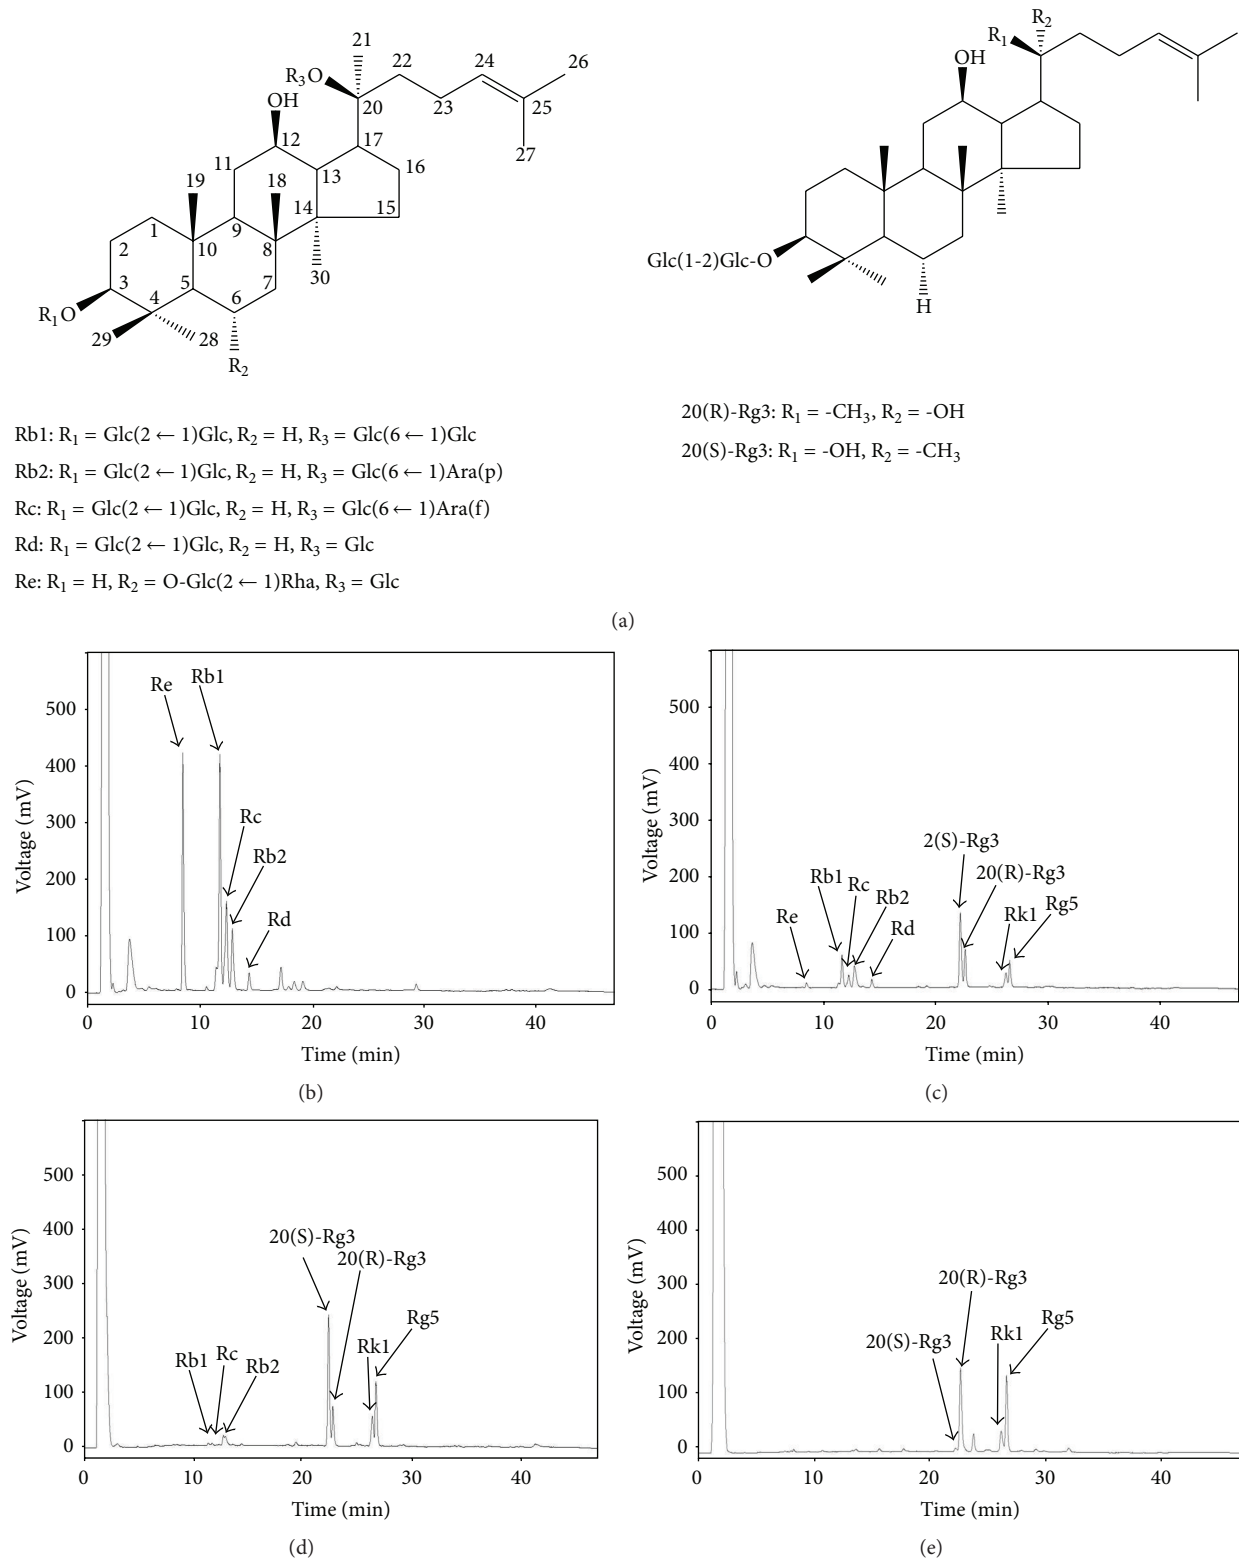 21
22
24
26
R₃O
20
23
25
OH
27
12
17
11
13
16
19
18
14
15
1
9
2
10
8
30
3
5
7
4
6
R₁O
29
28
R₂
R₂
R₁
OH
Glc(1-2)Glc-O
H
Rb1: R₁ = Glc(2 ← 1)Glc, R₂ = H, R₃ = Glc(6 ← 1)Glc
Rb2: R₁ = Glc(2 ← 1)Glc, R₂ = H, R₃ = Glc(6 ← 1)Ara(p)
Rc: R₁ = Glc(2 ← 1)Glc, R₂ = H, R₃ = Glc(6 ← 1)Ara(f)
Rd: R₁ = Glc(2 ← 1)Glc, R₂ = H, R₃ = Glc
Re: R₁ = H, R₂ = O-Glc(2 ← 1)Rha, R₃ = Glc
20(R)-Rg3: R₁ = -CH₃, R₂ = -OH
20(S)-Rg3: R₁ = -OH, R₂ = -CH₃
(a)
500
400
300
200
100
0
Voltage (mV)
Re
Rb1
Rc
Rb2
Rd
0 10 20 30 40
Time (min)
(b)
500
400
300
200
100
0
Voltage (mV)
Re
Rb1
Rc
Rb2
Rd
2(S)-Rg3
20(R)-Rg3
Rk1
Rg5
0 10 20 30 40
Time (min)
(c)
500
400
300
200
100
0
Voltage (mV)
Rb1
Rc
Rb2
20(S)-Rg3
20(R)-Rg3
Rk1
Rg5
0 10 20 30 40
Time (min)
(d)
500
400
300
200
100
0
Voltage (mV)
20(S)-Rg3
20(R)-Rg3
Rk1
Rg5
0 10 20 30 40
Time (min)
(e)